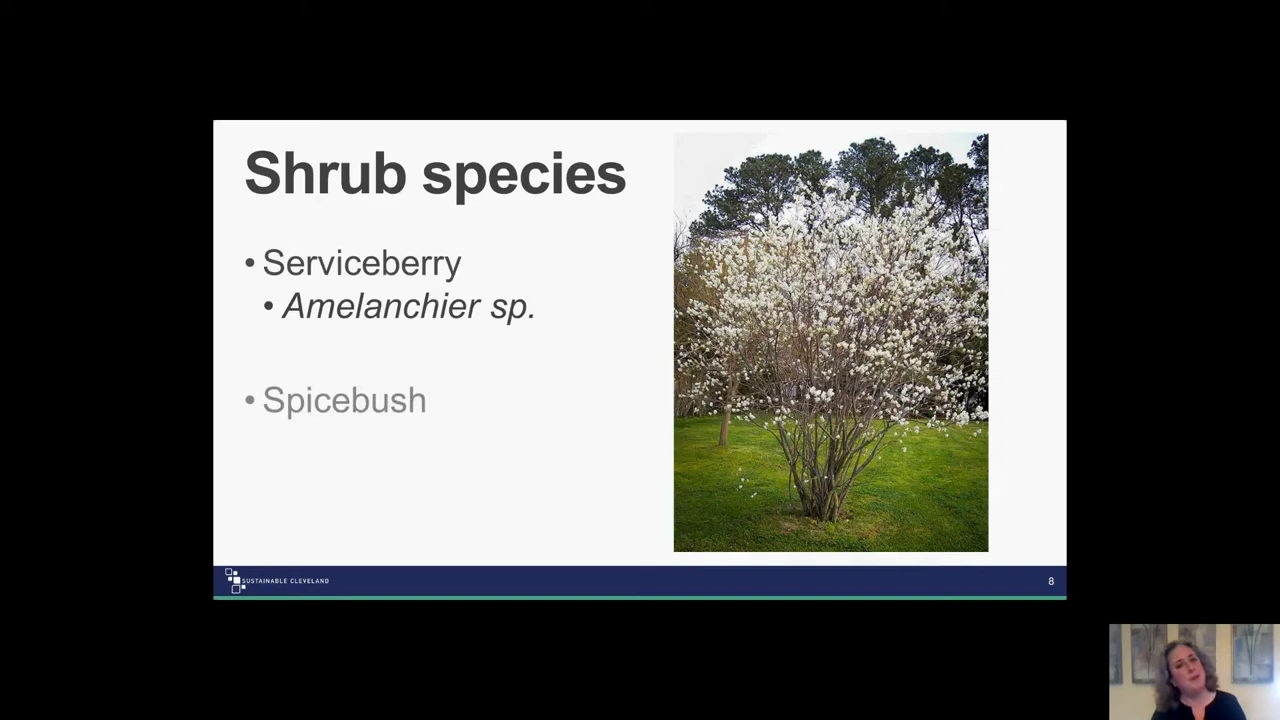 Shrub species
• Serviceberry
• Amelanchier sp.
• Spicebush
SUSTAINABLE CLEVELAND
8